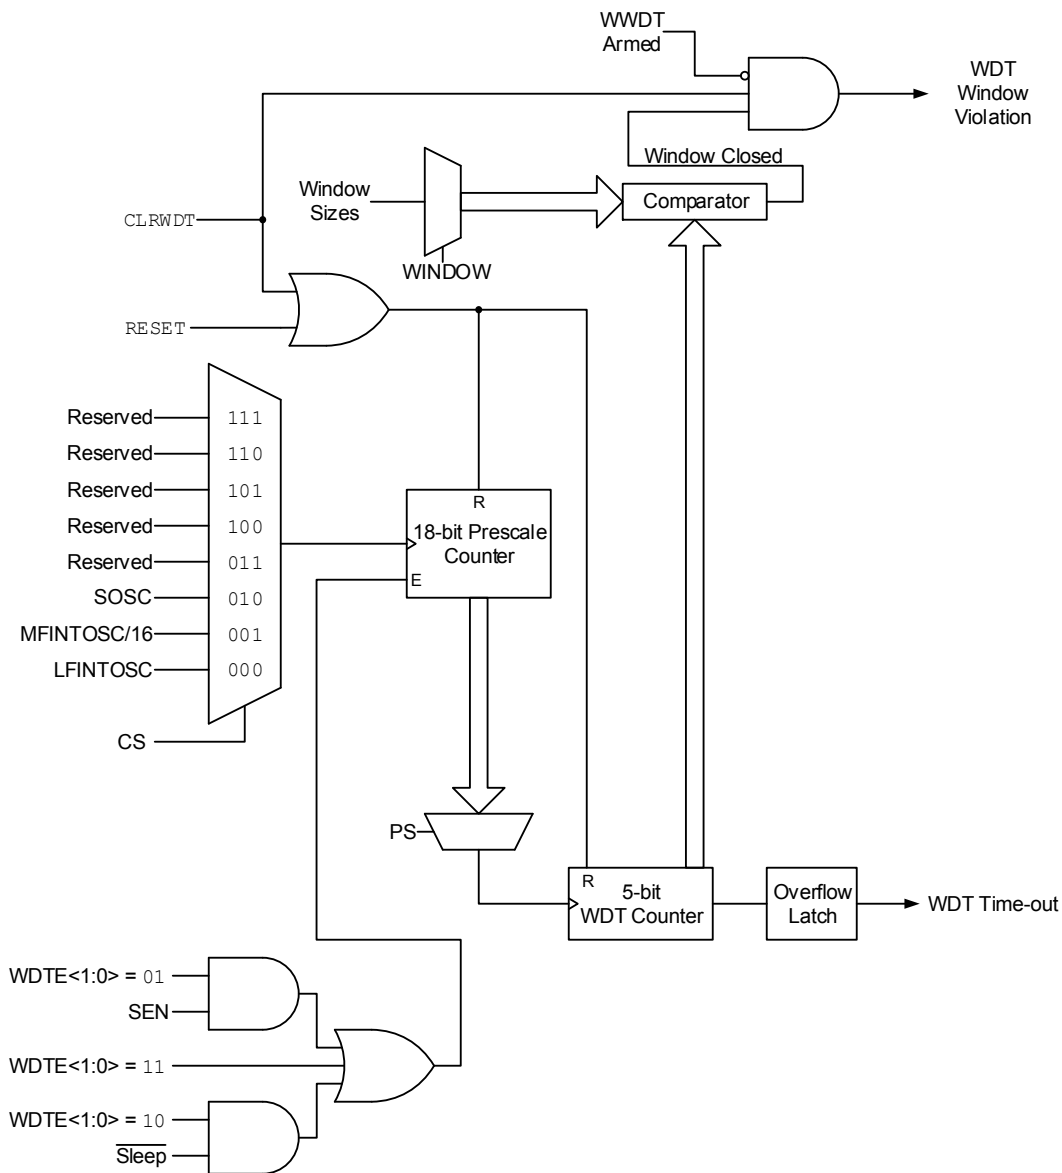 WWDT
Armed
WDT
Window
Violation
Window Closed
Window
Sizes
Comparator
CLRWDT
WINDOW
RESET
Reserved 111
Reserved 110
Reserved 101
Reserved 100
Reserved 011
SOSC 010
MFINTOSC/16 001
LFINTOSC 000
CS
R
18-bit Prescale
Counter
E
PS
R
5-bit
WDT Counter
Overflow
Latch
WDT Time-out
WDTE<1:0> = 01
SEN
WDTE<1:0> = 11
WDTE<1:0> = 10
Sleep